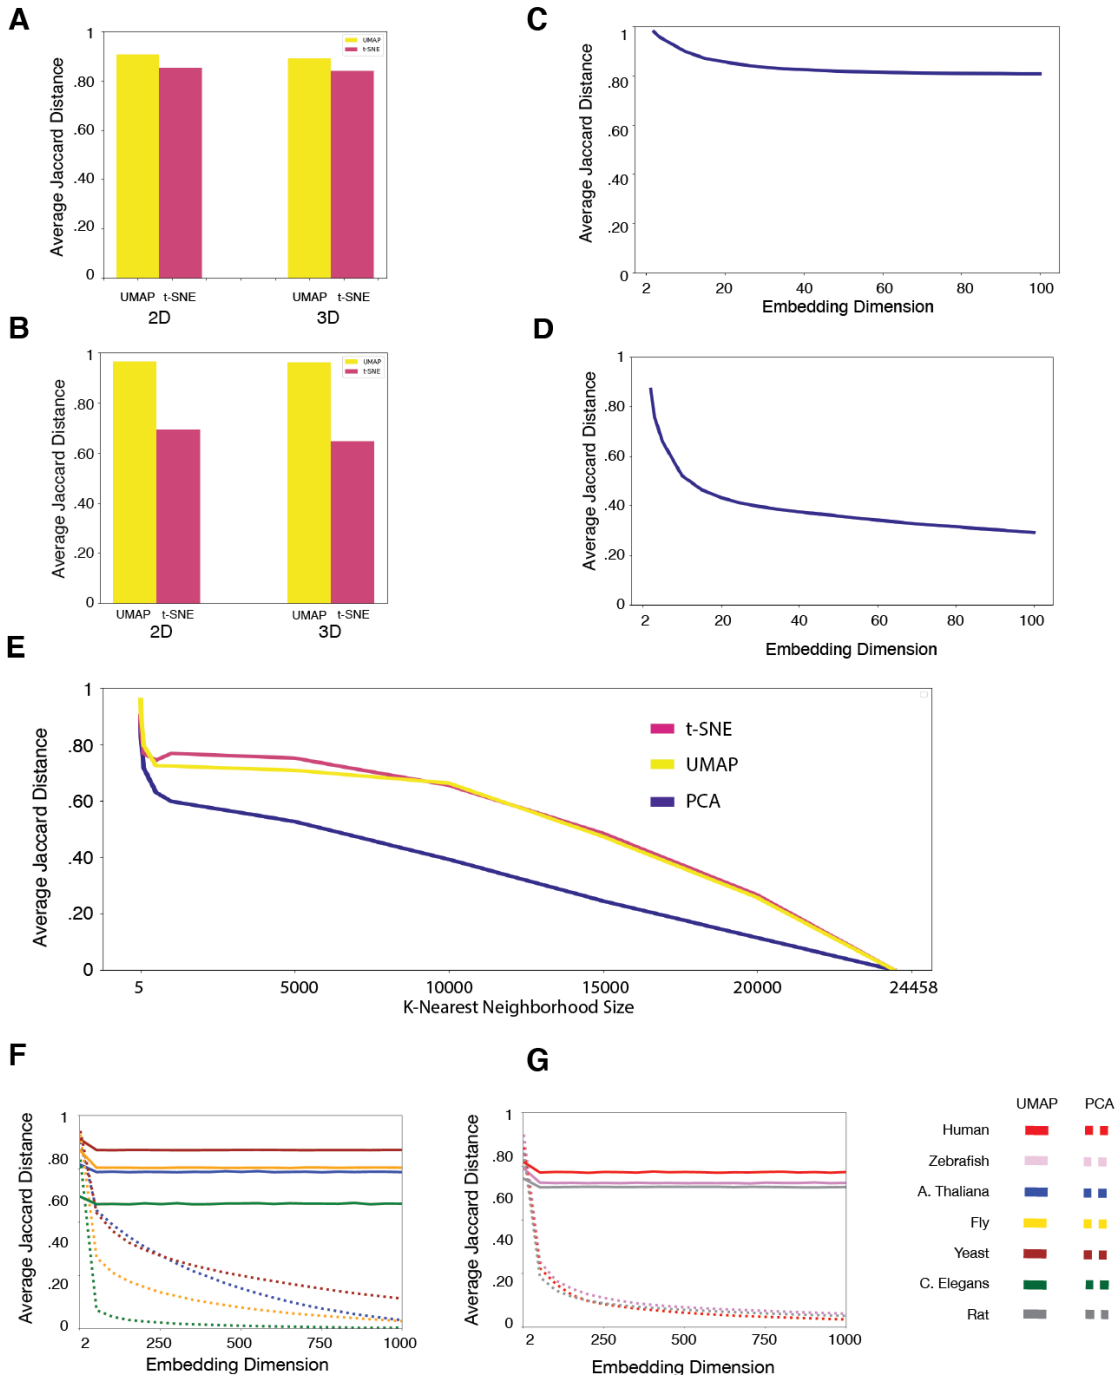 A
1
.80
.60
.40
.20
0
Average Jaccard Distance
UMAP
t-SNE
UMAP t-SNE
2D
UMAP t-SNE
3D
C
1
.80
.60
.40
.20
0
Average Jaccard Distance
2 20 40 60 80 100
Embedding Dimension
B
1
.80
.60
.40
.20
0
Average Jaccard Distance
UMAP
t-SNE
UMAP t-SNE
2D
UMAP t-SNE
3D
D
1
.80
.60
.40
.20
0
Average Jaccard Distance
2 20 40 60 80 100
Embedding Dimension
E
1
.80
.60
.40
.20
0
Average Jaccard Distance
t-SNE
UMAP
PCA
5 5000 10000 15000 20000 24458
K-Nearest Neighborhood Size
F
1
.80
.60
.40
.20
0
Average Jaccard Distance
2 250 500 750 1000
Embedding Dimension
G
1
.80
.60
.40
.20
0
Average Jaccard Distance
2 250 500 750 1000
Embedding Dimension
UMAP PCA
Human
Zebrafish
A. Thaliana
Fly
Yeast
C. Elegans
Rat